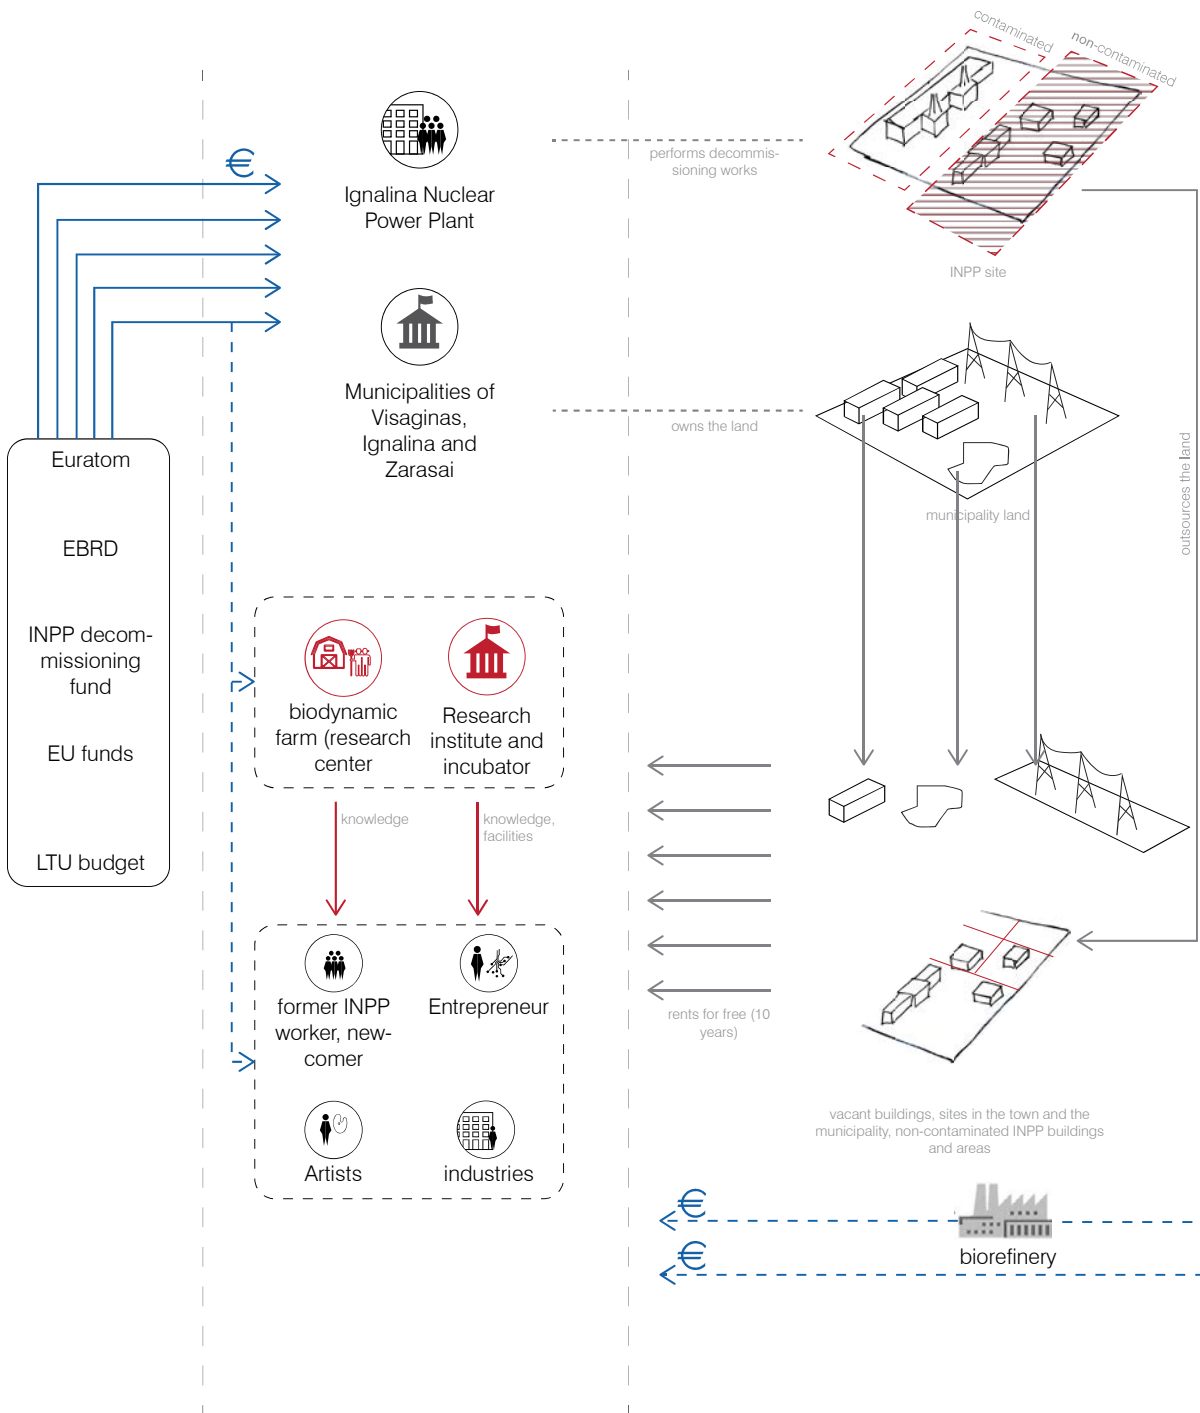 contaminated
non-contaminated
€
Ignalina Nuclear
Power Plant
performs decommis-
sioning works
INPP site
Municipalities of
Visaginas,
Ignalina and
Zarasai
owns the land
municipality land
outsources the land
Euratom
EBRD
INPP decom-
missioning
fund
EU funds
LTU budget
biodynamic
farm (research
center
Research
institute and
incubator
knowledge
knowledge,
facilities
former INPP
worker, new-
comer
Entrepreneur
Artists
industries
rents for free (10
years)
vacant buildings, sites in the town and the
municipality, non-contaminated INPP buildings
and areas
€
€
biorefinery